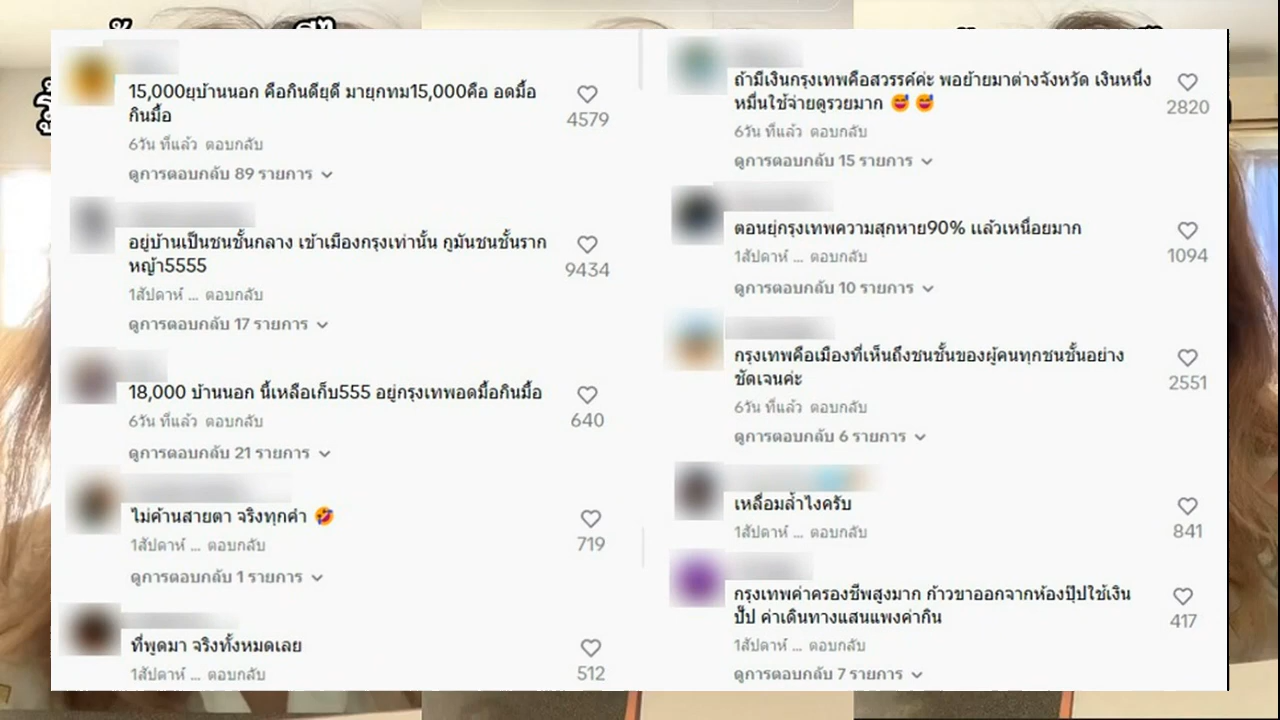 15,000ยุบ้านนอก คือกินดียุดี มายุกทม15,000คือ อดมื้อ
กินมื้อ
4579
6วัน ที่แล้ว ตอบกลับ
ดูการตอบกลับ 89 รายการ
อยู่บ้านเป็นชนชั้นกลาง เข้าเมืองกรุงเท่านั้น กูมันชนชั้นราก
หญ้า5555
9434
1สัปดาห์ ... ตอบกลับ
ดูการตอบกลับ 17 รายการ
18,000 บ้านนอก นี้เหลือเก็บ555 อยู่กรุงเทพอดมื้อกินมื้อ
640
6วัน ที่แล้ว ตอบกลับ
ดูการตอบกลับ 21 รายการ
ไม่ค้านสายตา จริงทุกคำ 🤣
719
1สัปดาห์ ... ตอบกลับ
ดูการตอบกลับ 1 รายการ
ที่พูดมา จริงทั้งหมดเลย
512
1สัปดาห์ ... ตอบกลับ
ถ้ามีเงินกรุงเทพคือสวรรค์ค่ะ พอย้ายมาต่างจังหวัด เงินหนึ่ง
หมื่นใช้จ่ายดูรวยมาก 😅 😅
2820
6วัน ที่แล้ว ตอบกลับ
ดูการตอบกลับ 15 รายการ
ตอนยุ่กรุงเทพความสุกหาย90% แล้วเหนื่อยมาก
1094
1สัปดาห์ ... ตอบกลับ
ดูการตอบกลับ 10 รายการ
กรุงเทพคือเมืองที่เห็นถึงชนชั้นของผู้คนทุกชนชั้นอย่าง
ชัดเจนค่ะ
2551
6วัน ที่แล้ว ตอบกลับ
ดูการตอบกลับ 6 รายการ
เหลื่อมล้ำไงครับ
841
1สัปดาห์ ... ตอบกลับ
กรุงเทพค่าครองชีพสูงมาก ก้าวขาออกจากห้องปุ๊ปใช้เงิน
ปั๊ป ค่าเดินทางแสนแพงค่ากิน
417
1สัปดาห์ ... ตอบกลับ
ดูการตอบกลับ 7 รายการ